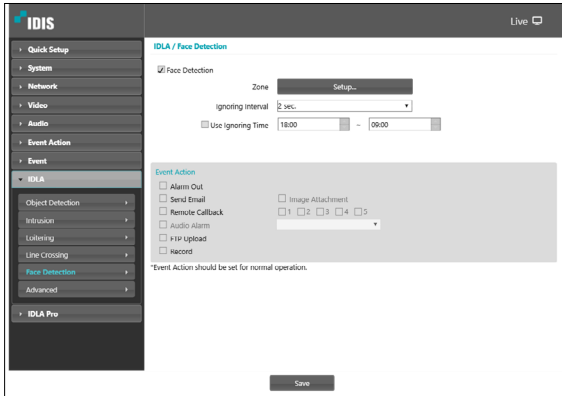 IDIS
Live
Quick Setup
System
Network
Video
Audio
Event Action
Event
IDLA
Object Detection
Intrusion
Loitering
Line Crossing
Face Detection
Advanced
IDLA Pro
IDLA / Face Detection
Face Detection
Zone Setup...
Ignoring Interval 2 sec.
Use Ignoring Time 18:00 – 09:00
Event Action
Alarm Out
Send Email Image Attachment
Remote Callback 1 2 3 4 5
Audio Alarm
FTP Upload
Record
*Event Action should be set for normal operation.
Save